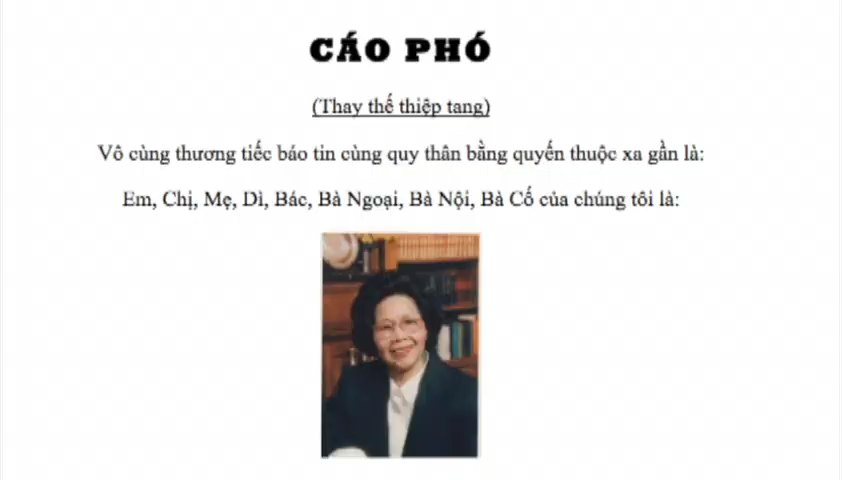 CÁO PHÓ
(Thay thế thiệp tang)
Vô cùng thương tiếc báo tin cùng quy thân bằng quyến thuộc xa gần là:
Em, Chị, Mẹ, Dì, Bác, Bà Ngoại, Bà Nội, Bà Cố của chúng tôi là: